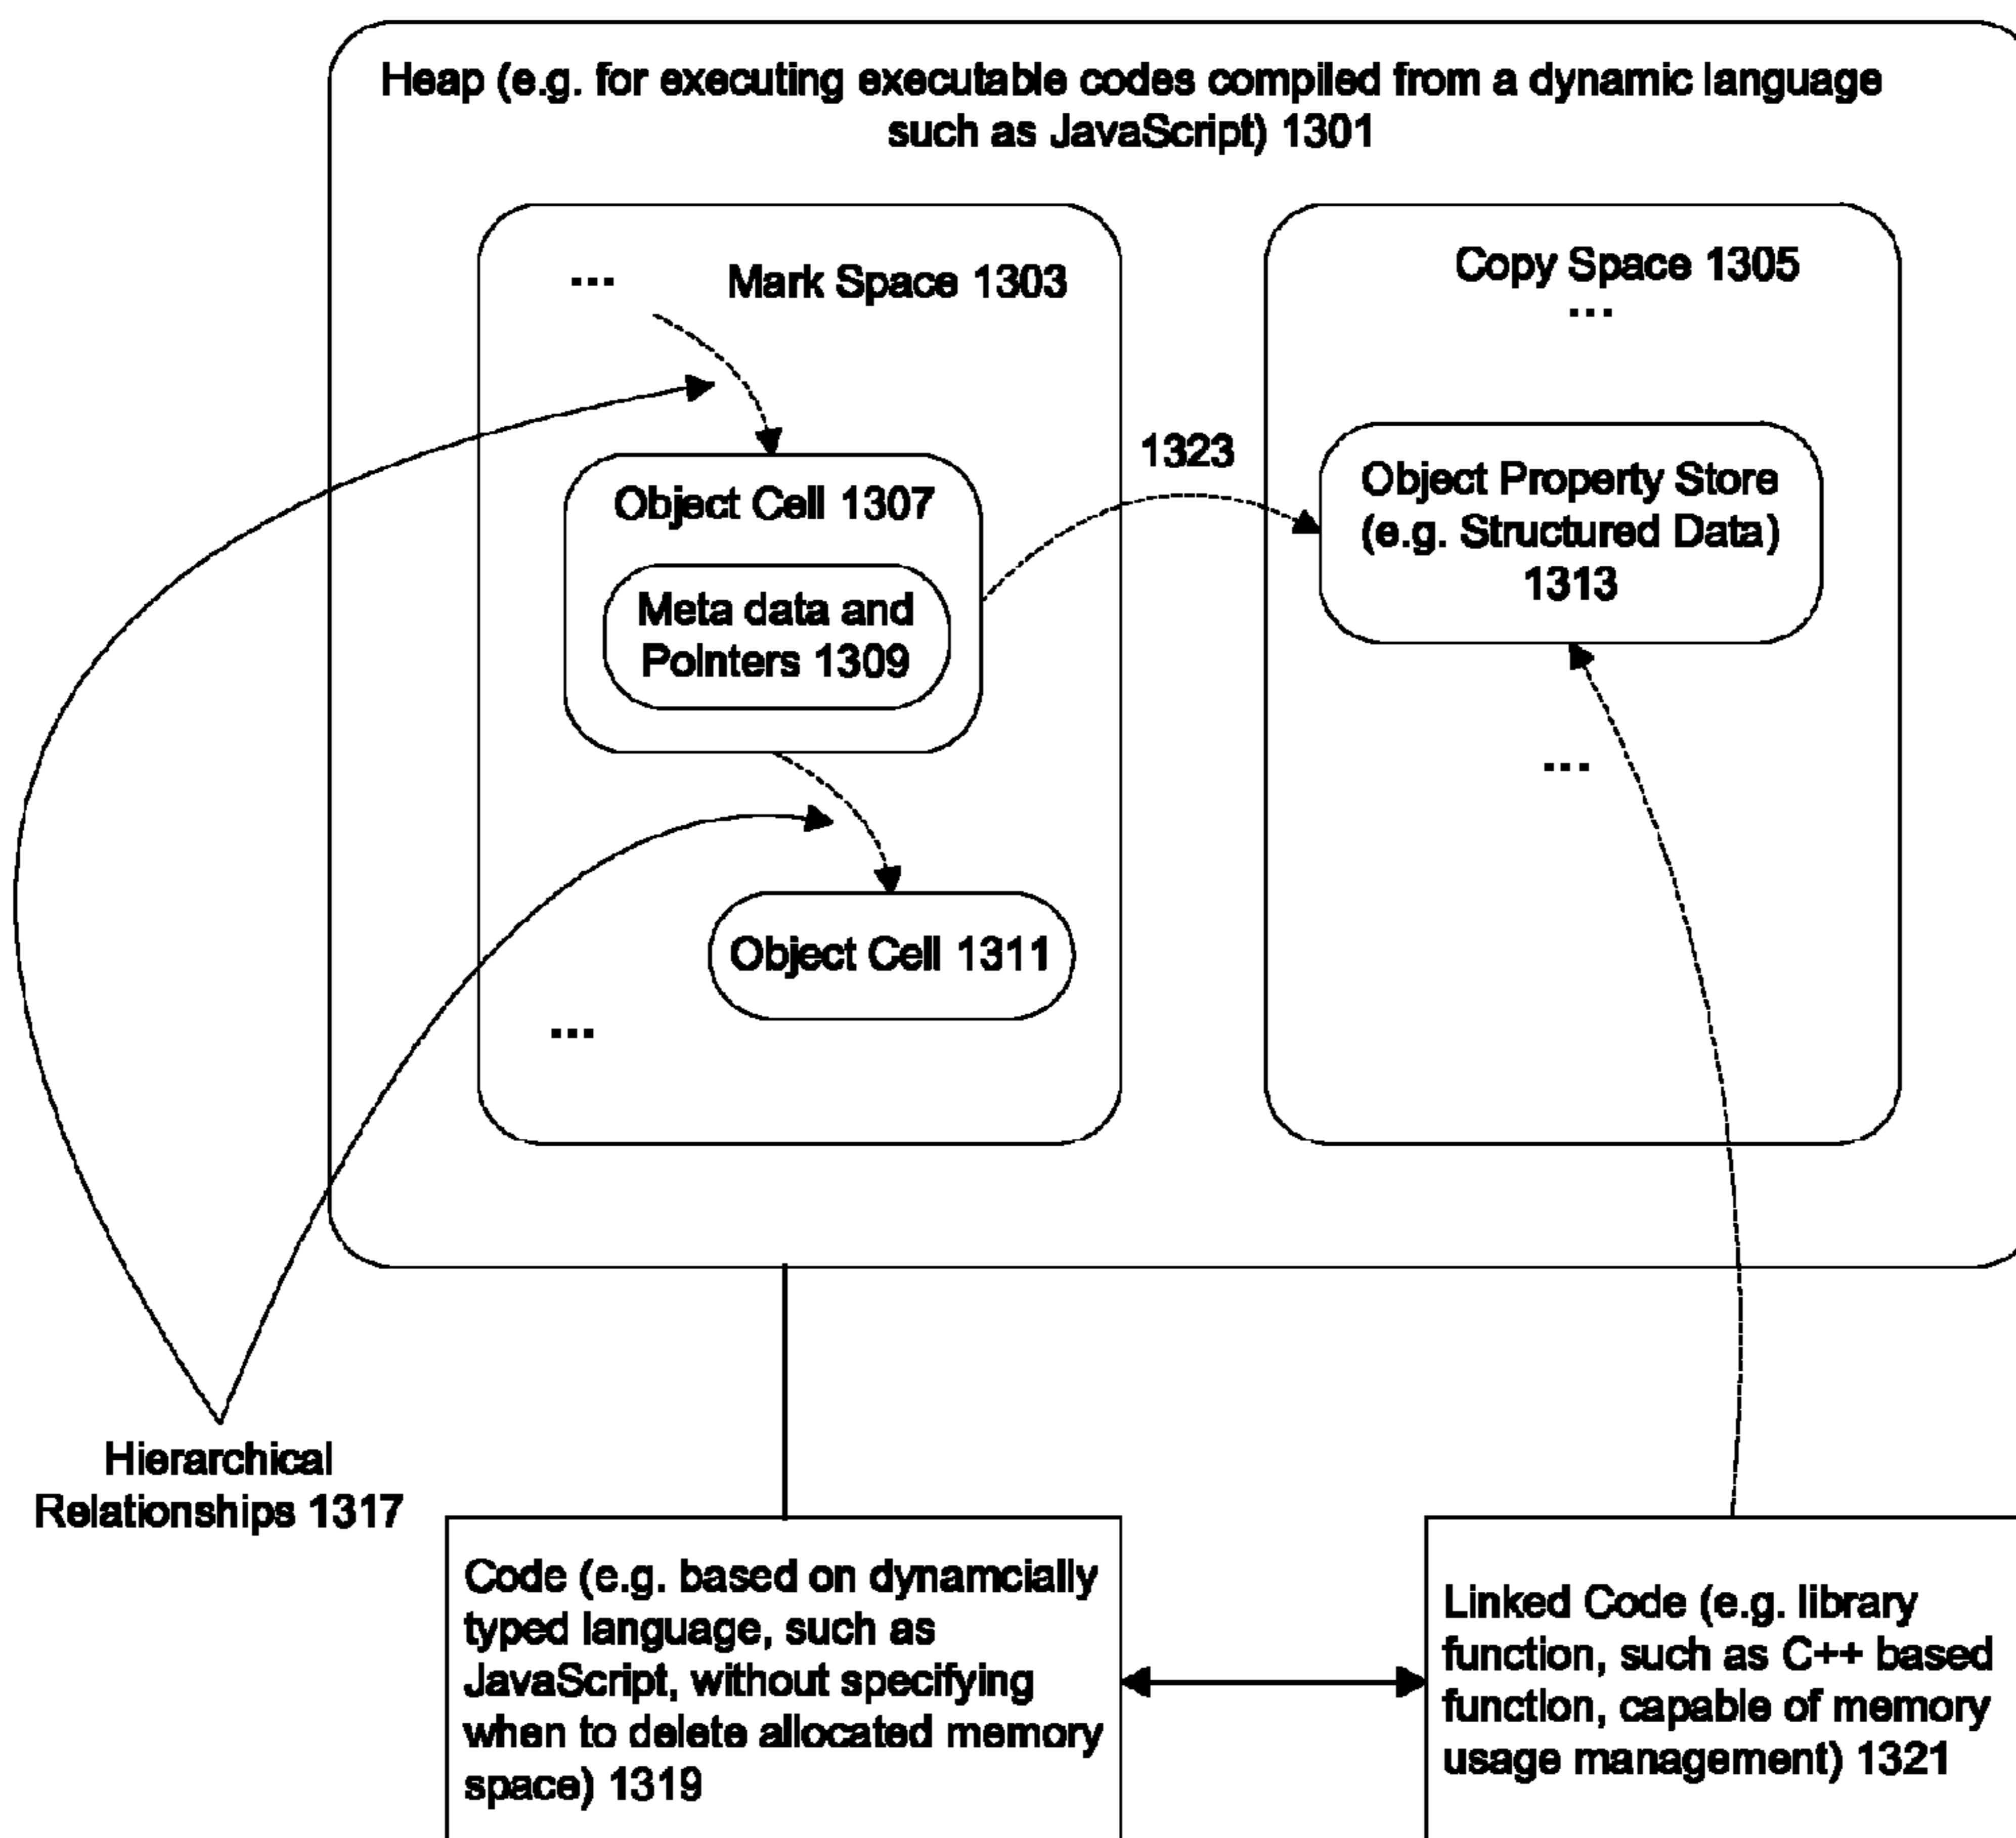 Heap (e.g. for executing executable codes compiled from a dynamic language
such as JavaScript) 1301
... Mark Space 1303
Copy Space 1305
...
1323
Object Cell 1307
Meta data and
Pointers 1309
Object Property Store
(e.g. Structured Data)
1313
...
Object Cell 1311
...
Hierarchical
Relationships 1317
Code (e.g. based on dynamcially
typed language, such as
JavaScript, without specifying
when to delete allocated memory
space) 1319
Linked Code (e.g. library
function, such as C++ based
function, capable of memory
usage management) 1321